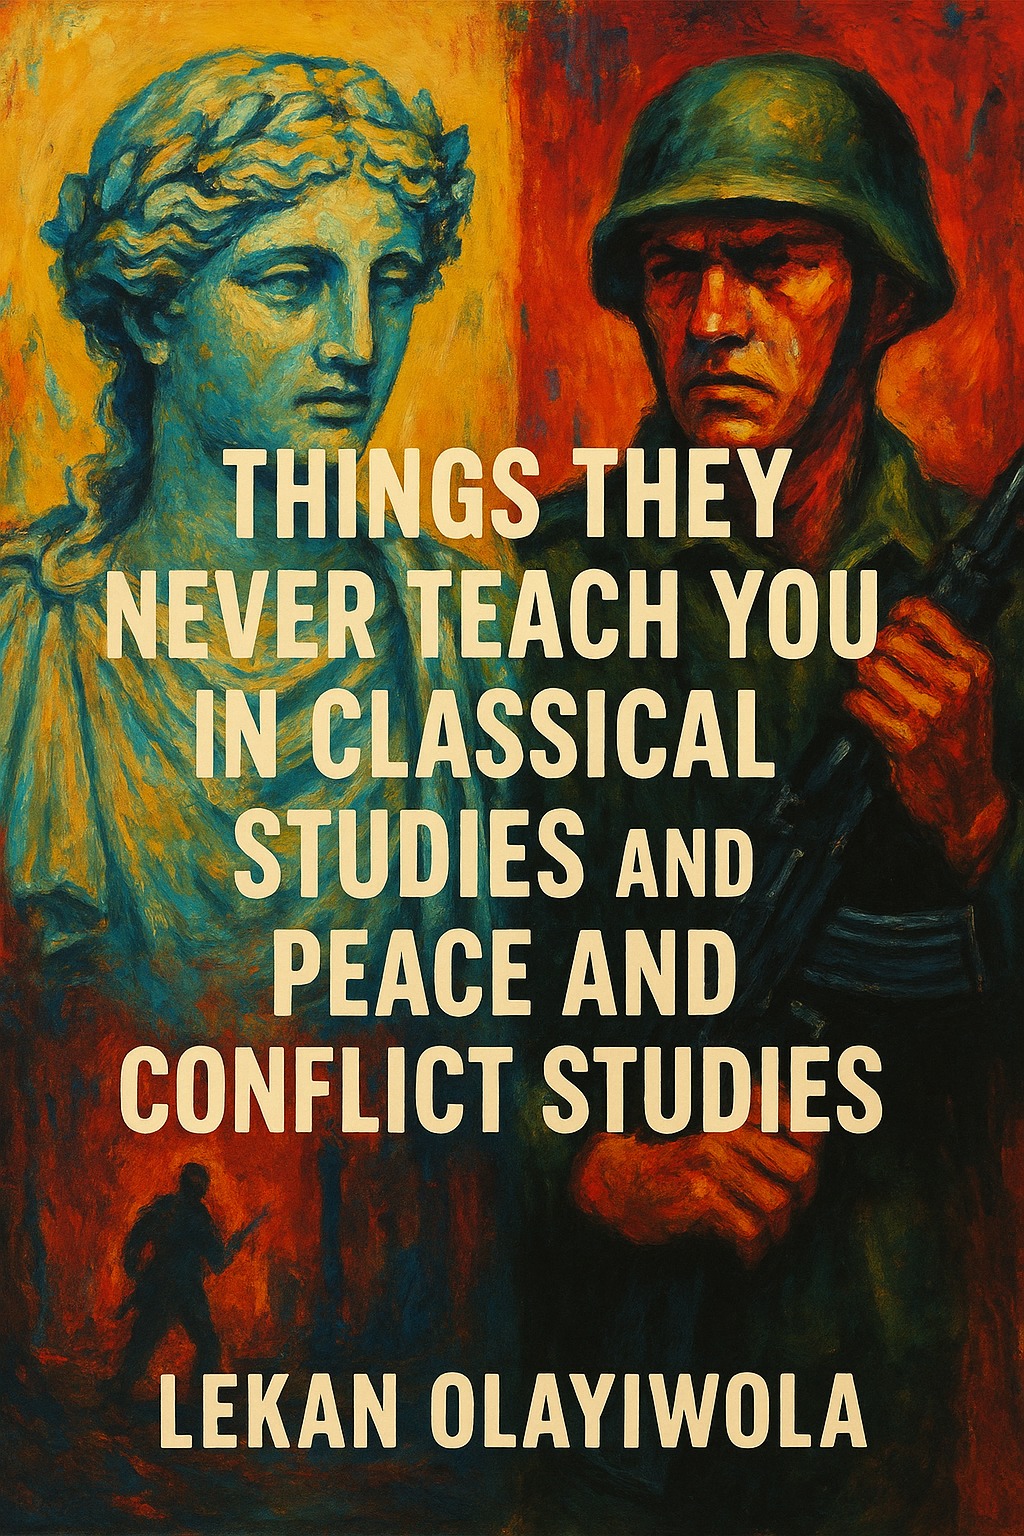 THINGS THEY
NEVER TEACH YOU
IN CLASSICAL
STUDIES AND
PEACE AND
CONFLICT STUDIES
LEKAN OLAYIWOLA